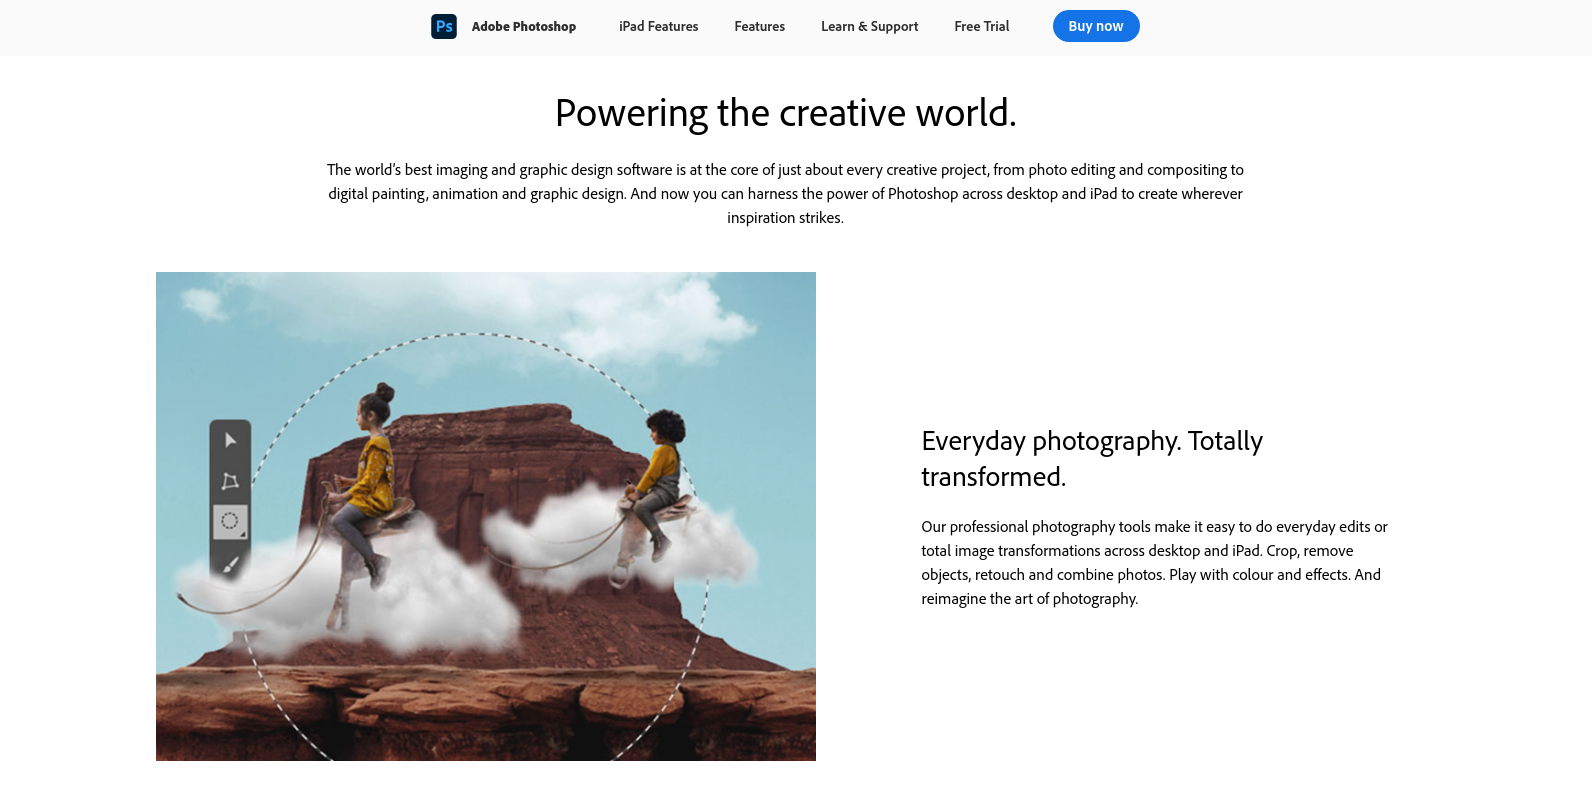 Ps Adobe Photoshop iPad Features Features Learn & Support Free Trial Buy now
Powering the creative world.
The world's best imaging and graphic design software is at the core of just about every creative project, from photo editing and compositing to
digital painting, animation and graphic design. And now you can harness the power of Photoshop across desktop and iPad to create wherever
inspiration strikes.
Everyday photography. Totally
transformed.
Our professional photography tools make it easy to do everyday edits or
total image transformations across desktop and iPad. Crop, remove
objects, retouch and combine photos. Play with colour and effects. And
reimagine the art of photography.